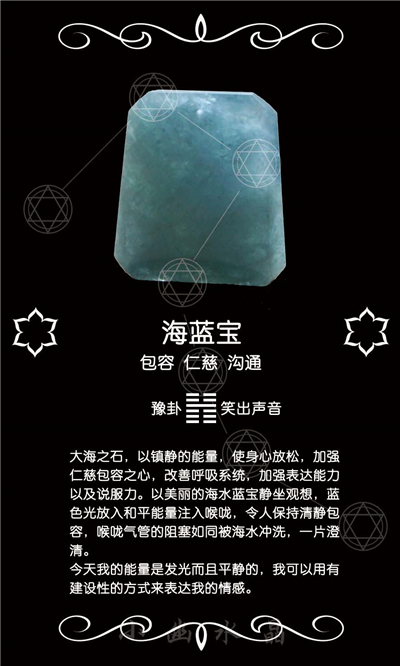 海蓝宝
包容 仁慈 沟通
豫卦 笑出声音
大海之石，以镇静的能量，使身心放松，加强
仁慈包容之心，改善呼吸系统，加强表达能力
以及说服力。以美丽的海水蓝宝静坐观想，蓝
色光放入和平能量注入喉咙，令人保持清静包
容，喉咙气管的阻塞如同被海水冲洗，一片澄
清。
今天我的能量是发光而且平静的，我可以用有
建设性的方式来表达我的情感。